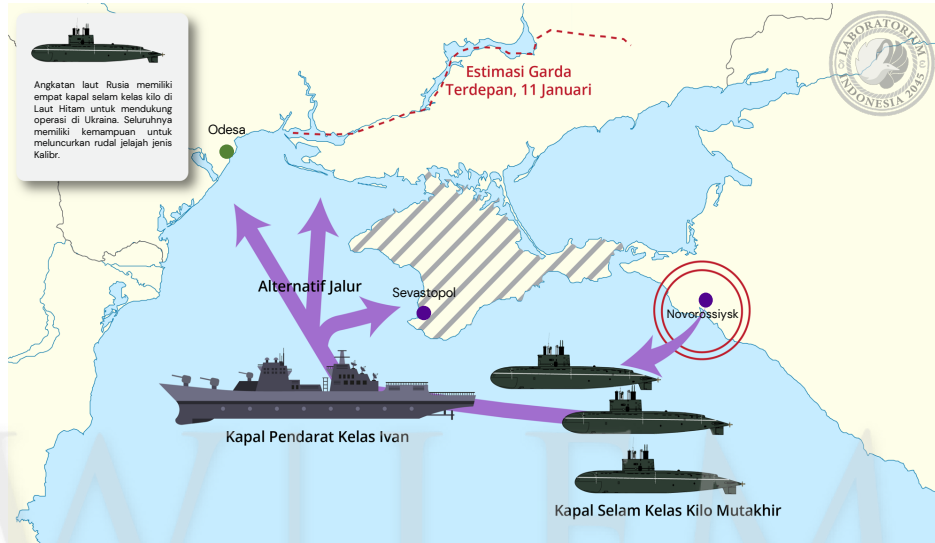 Angkatan laut Rusia memiliki
empat kapal selam kelas kilo di
Laut Hitam untuk mendukung
operasi di Ukraina. Seluruhnya
memiliki kemampuan untuk
meluncurkan rudal jelajah jenis
Kalibr.
LABORATORIUM
INDONESIA 2045
Estimasi Garda
Terdepan, 11 Januari
Odesa
Alternatif Jalur
Sevastopol
Novorossiysk
Kapal Pendarat Kelas Ivan
Kapal Selam Kelas Kilo Mutakhir